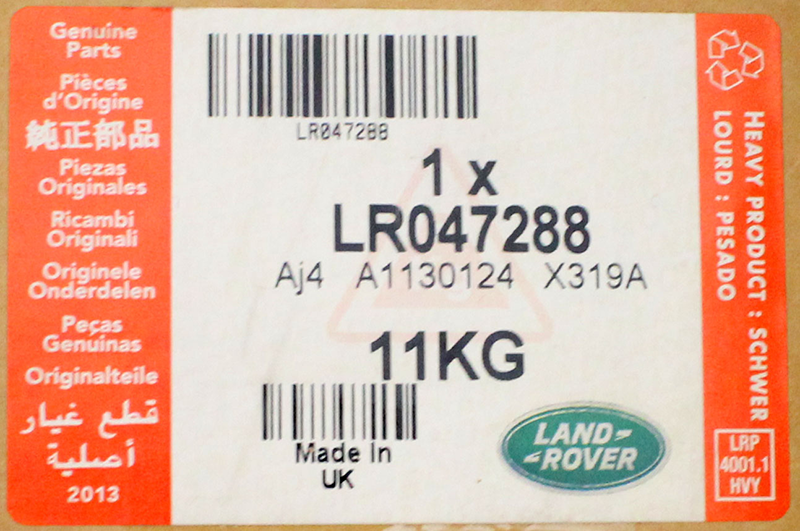 Genuine
Parts
Pièces
d'Origine
純正部品
Piezas
Originales
Ricambi
Originali
Originele
Onderdelen
Peças
Genuinas
Originalteile
قطع غيار
أصلية
2013
LR047288
1 x
LR047288
Aj4 A1130124 X319A
11KG
Made In
UK
LAND-
-ROVER
HEAVY PRODUCT : SCHWER
LOURD : PESADO
LRP
4001.1
HVY